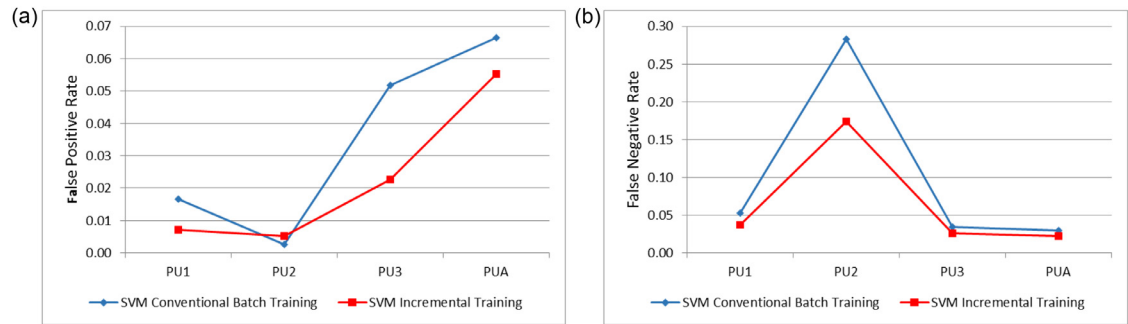 (a)
0.07
0.06
0.05
0.04
0.03
0.02
0.01
0.00
False Positive Rate
PU1 PU2 PU3 PUA
SVM Conventional Batch Training SVM Incremental Training
(b)
0.30
0.25
0.20
0.15
0.10
0.05
0.00
False Negative Rate
PU1 PU2 PU3 PUA
SVM Conventional Batch Training SVM Incremental Training